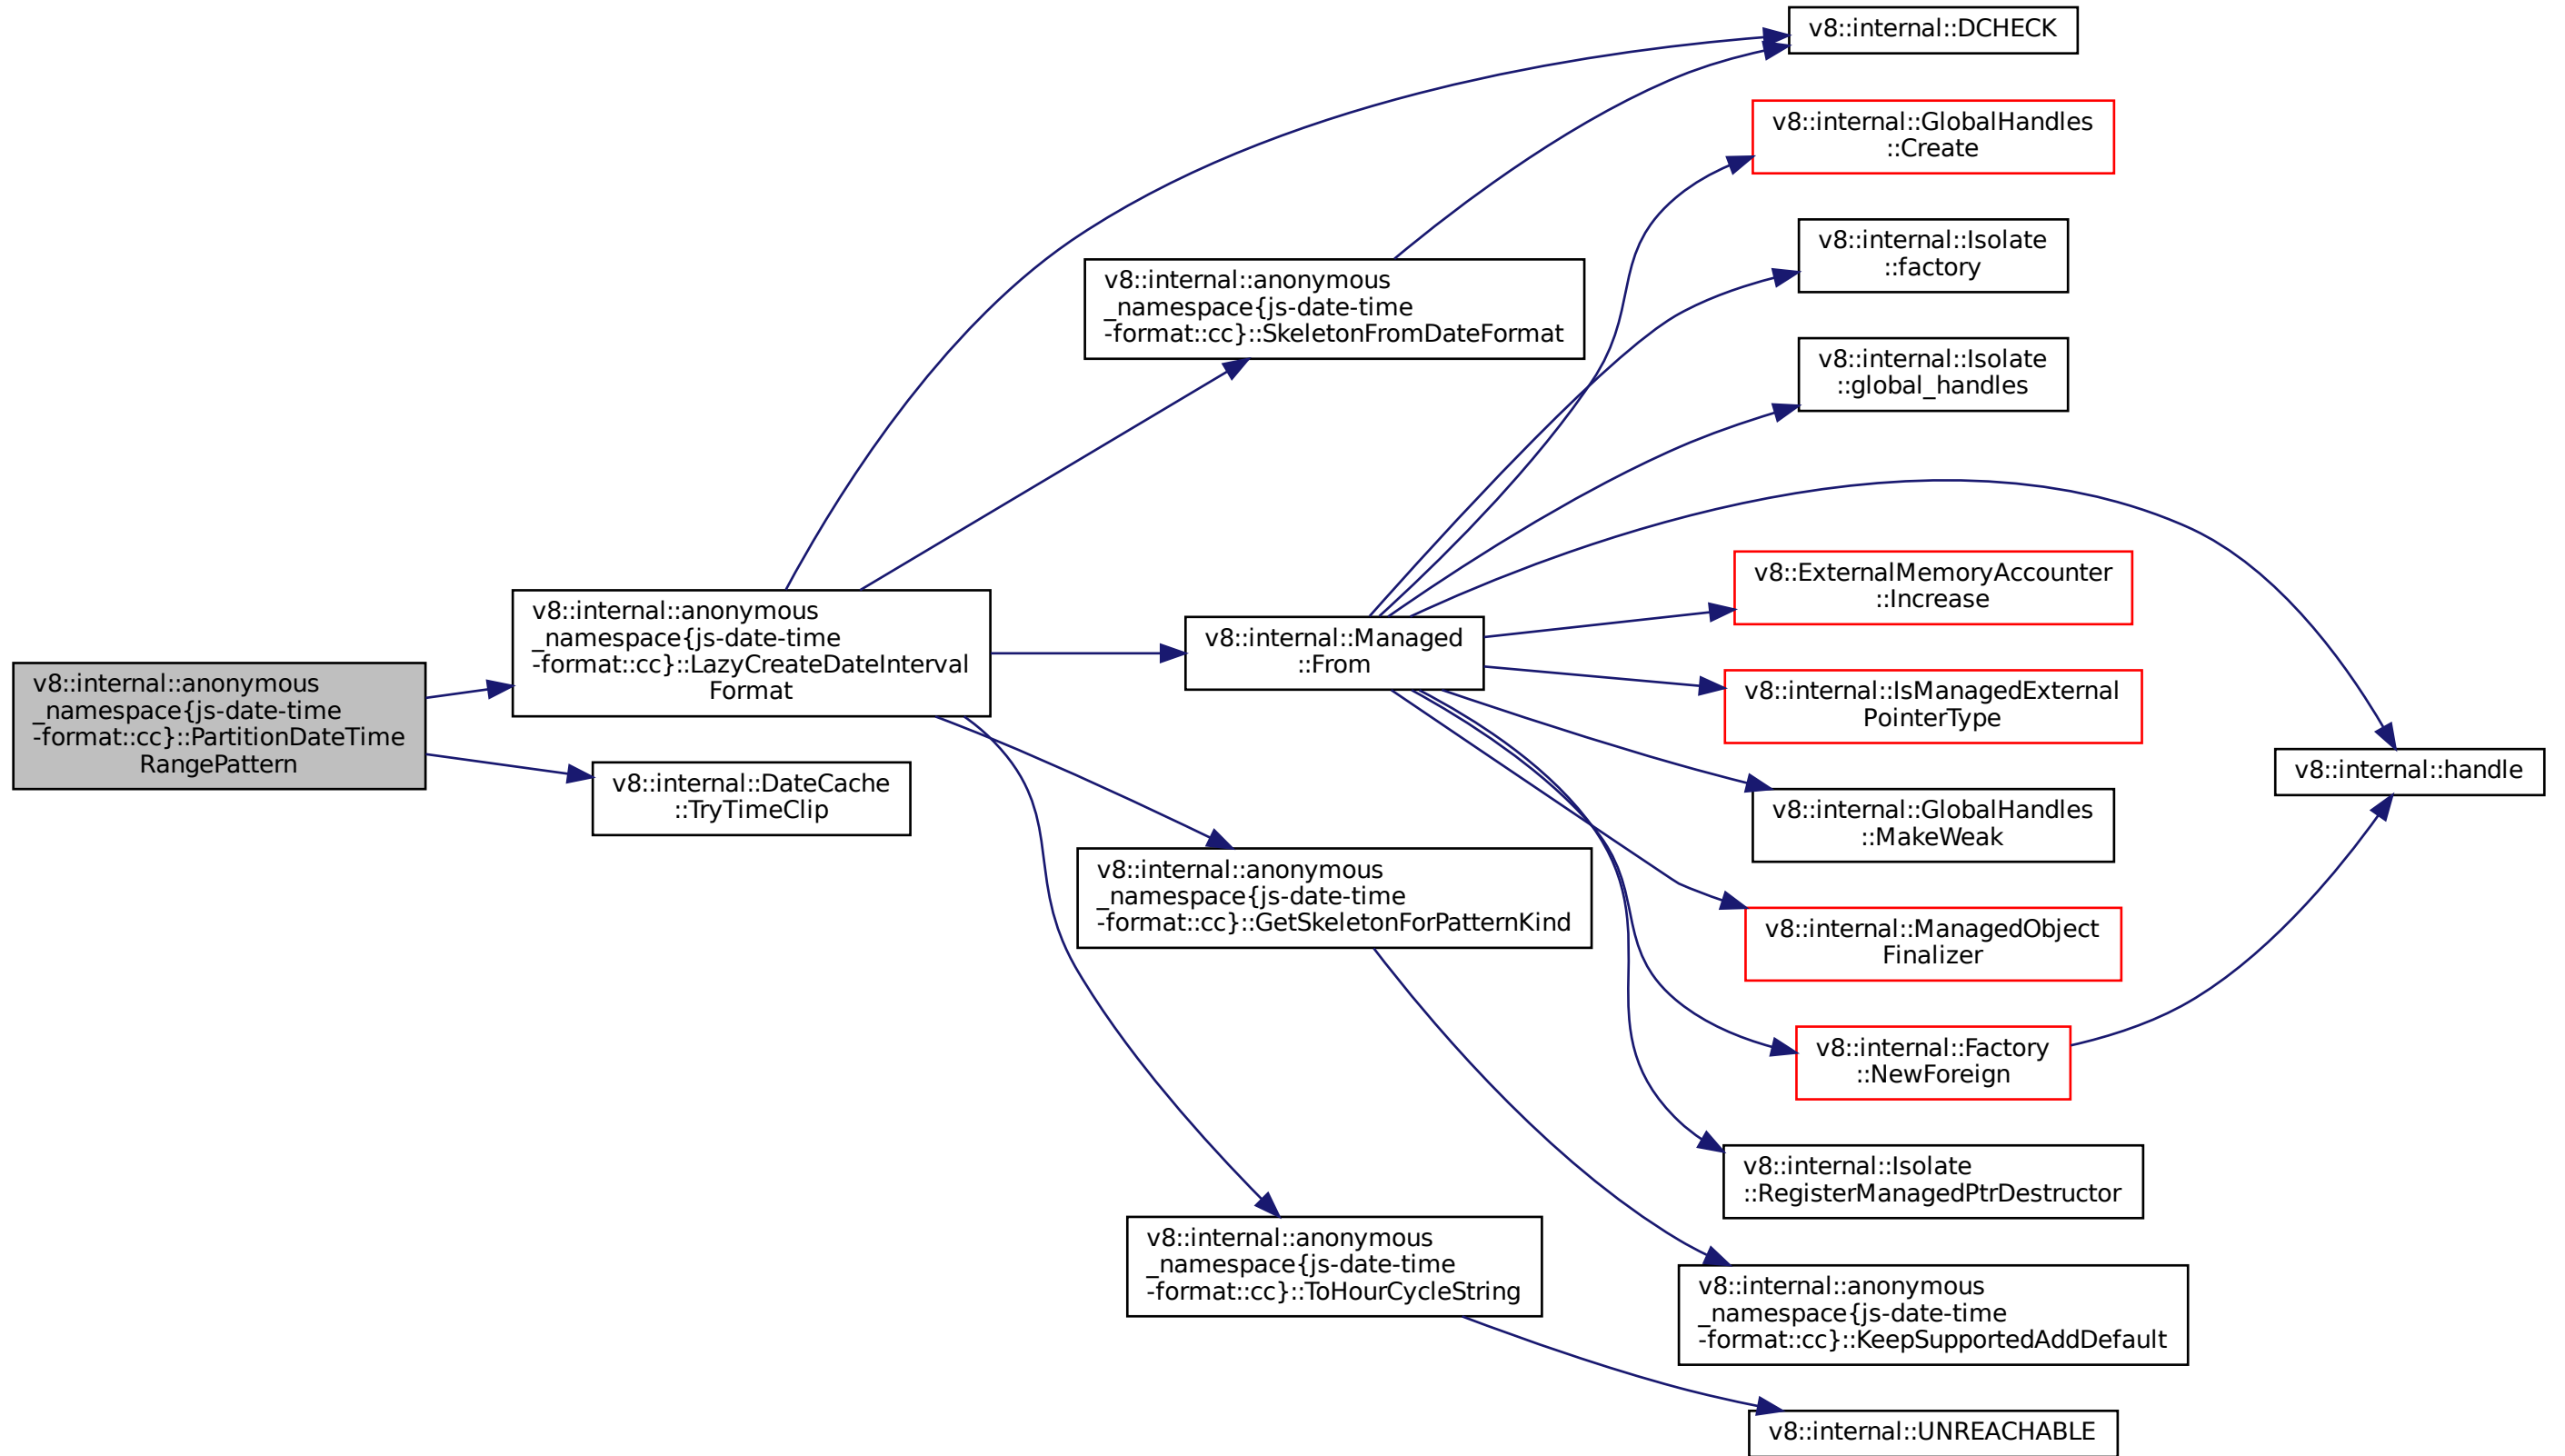 v8::internal::anonymous
_namespace{js-date-time
-format::cc}::PartitionDateTime
RangePattern
v8::internal::anonymous
_namespace{js-date-time
-format::cc}::LazyCreateDateInterval
Format
v8::internal::DateCache
::TryTimeClip
v8::internal::anonymous
_namespace{js-date-time
-format::cc}::SkeletonFromDateFormat
v8::internal::Managed
::From
v8::internal::anonymous
_namespace{js-date-time
-format::cc}::GetSkeletonForPatternKind
v8::internal::anonymous
_namespace{js-date-time
-format::cc}::ToHourCycleString
v8::internal::DCHECK
v8::internal::GlobalHandles
::Create
v8::internal::Isolate
::factory
v8::internal::Isolate
::global_handles
v8::ExternalMemoryAccounter
::Increase
v8::internal::IsManagedExternal
PointerType
v8::internal::GlobalHandles
::MakeWeak
v8::internal::ManagedObject
Finalizer
v8::internal::Factory
::NewForeign
v8::internal::Isolate
::RegisterManagedPtrDestructor
v8::internal::anonymous
_namespace{js-date-time
-format::cc}::KeepSupportedAddDefault
v8::internal::UNREACHABLE
v8::internal::handle